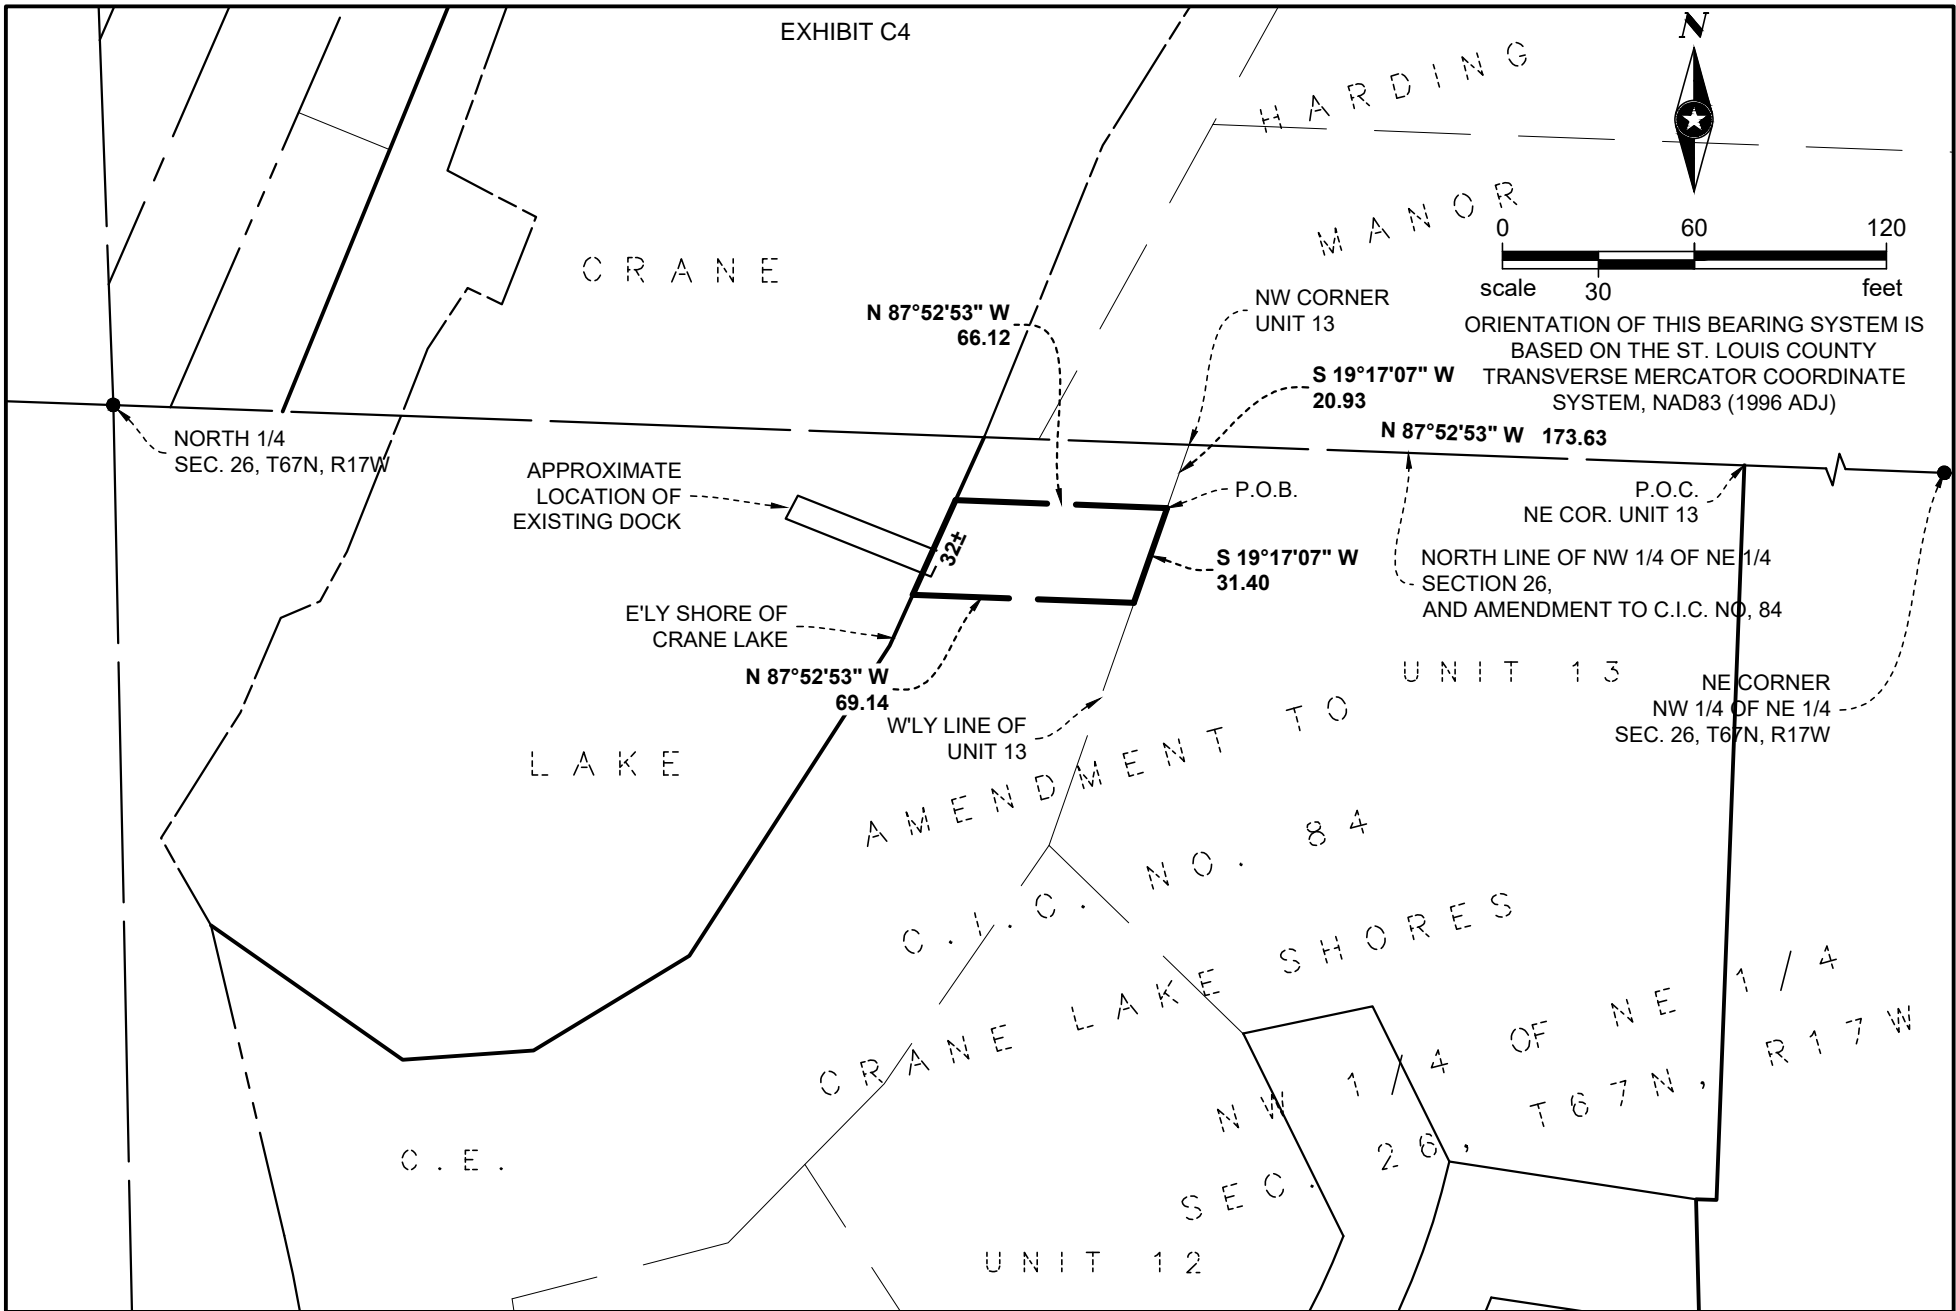 EXHIBIT C4
N
HARDING
MANOR
0 60 120
scale 30 feet
ORIENTATION OF THIS BEARING SYSTEM IS
BASED ON THE ST. LOUIS COUNTY
TRANSVERSE MERCATOR COORDINATE
SYSTEM, NAD83 (1996 ADJ)
CRANE
N 87°52'53" W
66.12
NW CORNER
UNIT 13
S 19°17'07" W
20.93
N 87°52'53" W 173.63
NORTH 1/4
SEC. 26, T67N, R17W
APPROXIMATE
LOCATION OF
EXISTING DOCK
32±
P.O.B.
P.O.C.
NE COR. UNIT 13
S 19°17'07" W
31.40
NORTH LINE OF NW 1/4 OF NE 1/4
SECTION 26,
AND AMENDMENT TO C.I.C. NO, 84
E'LY SHORE OF
CRANE LAKE
N 87°52'53" W
69.14
W'LY LINE OF
UNIT 13
UNIT 13
NE CORNER
NW 1/4 OF NE 1/4
SEC. 26, T67N, R17W
LAKE
AMENDMENT TO
C.I.C. NO. 84
CRANE LAKE SHORES
NW 1/4 OF NE 1/4
SEC. 26, T67N, R17W
C.E.
UNIT 12